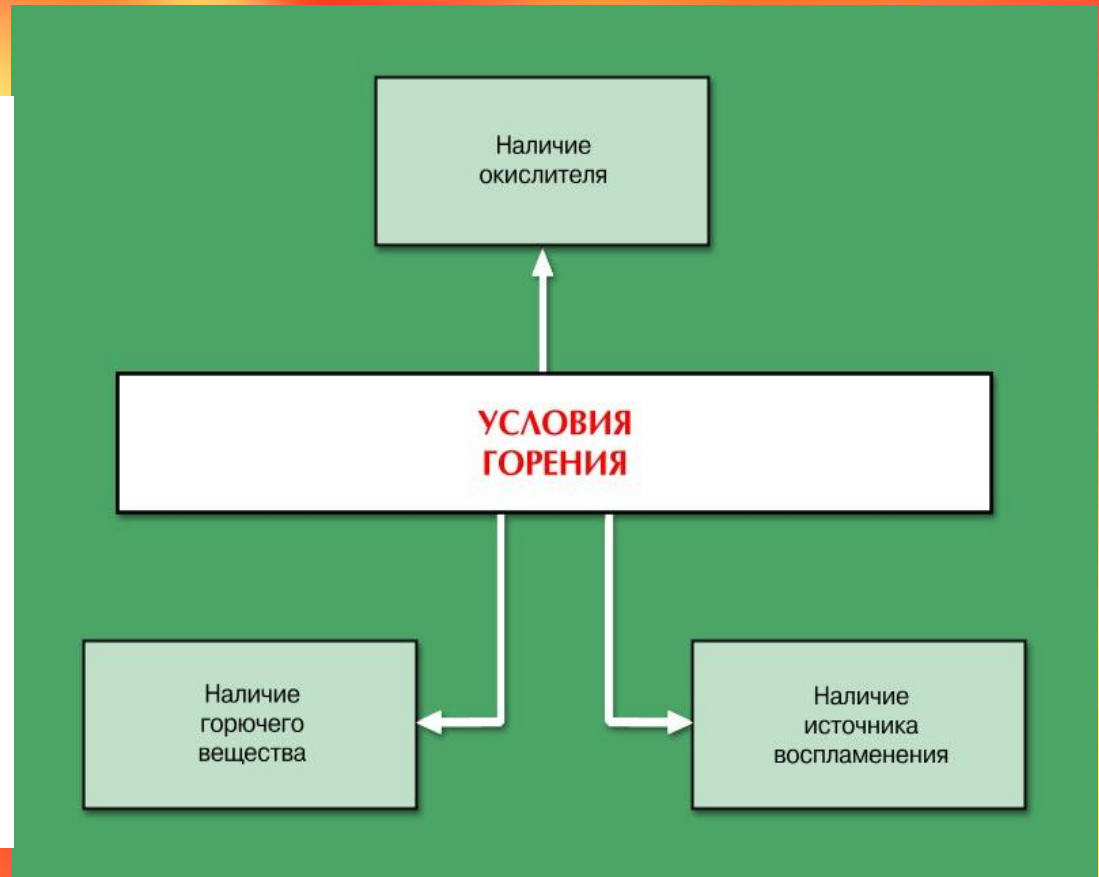 Наличие
окислителя
УСЛОВИЯ
ГОРЕНИЯ
Наличие
горючего
вещества
Наличие
источника
воспламенения